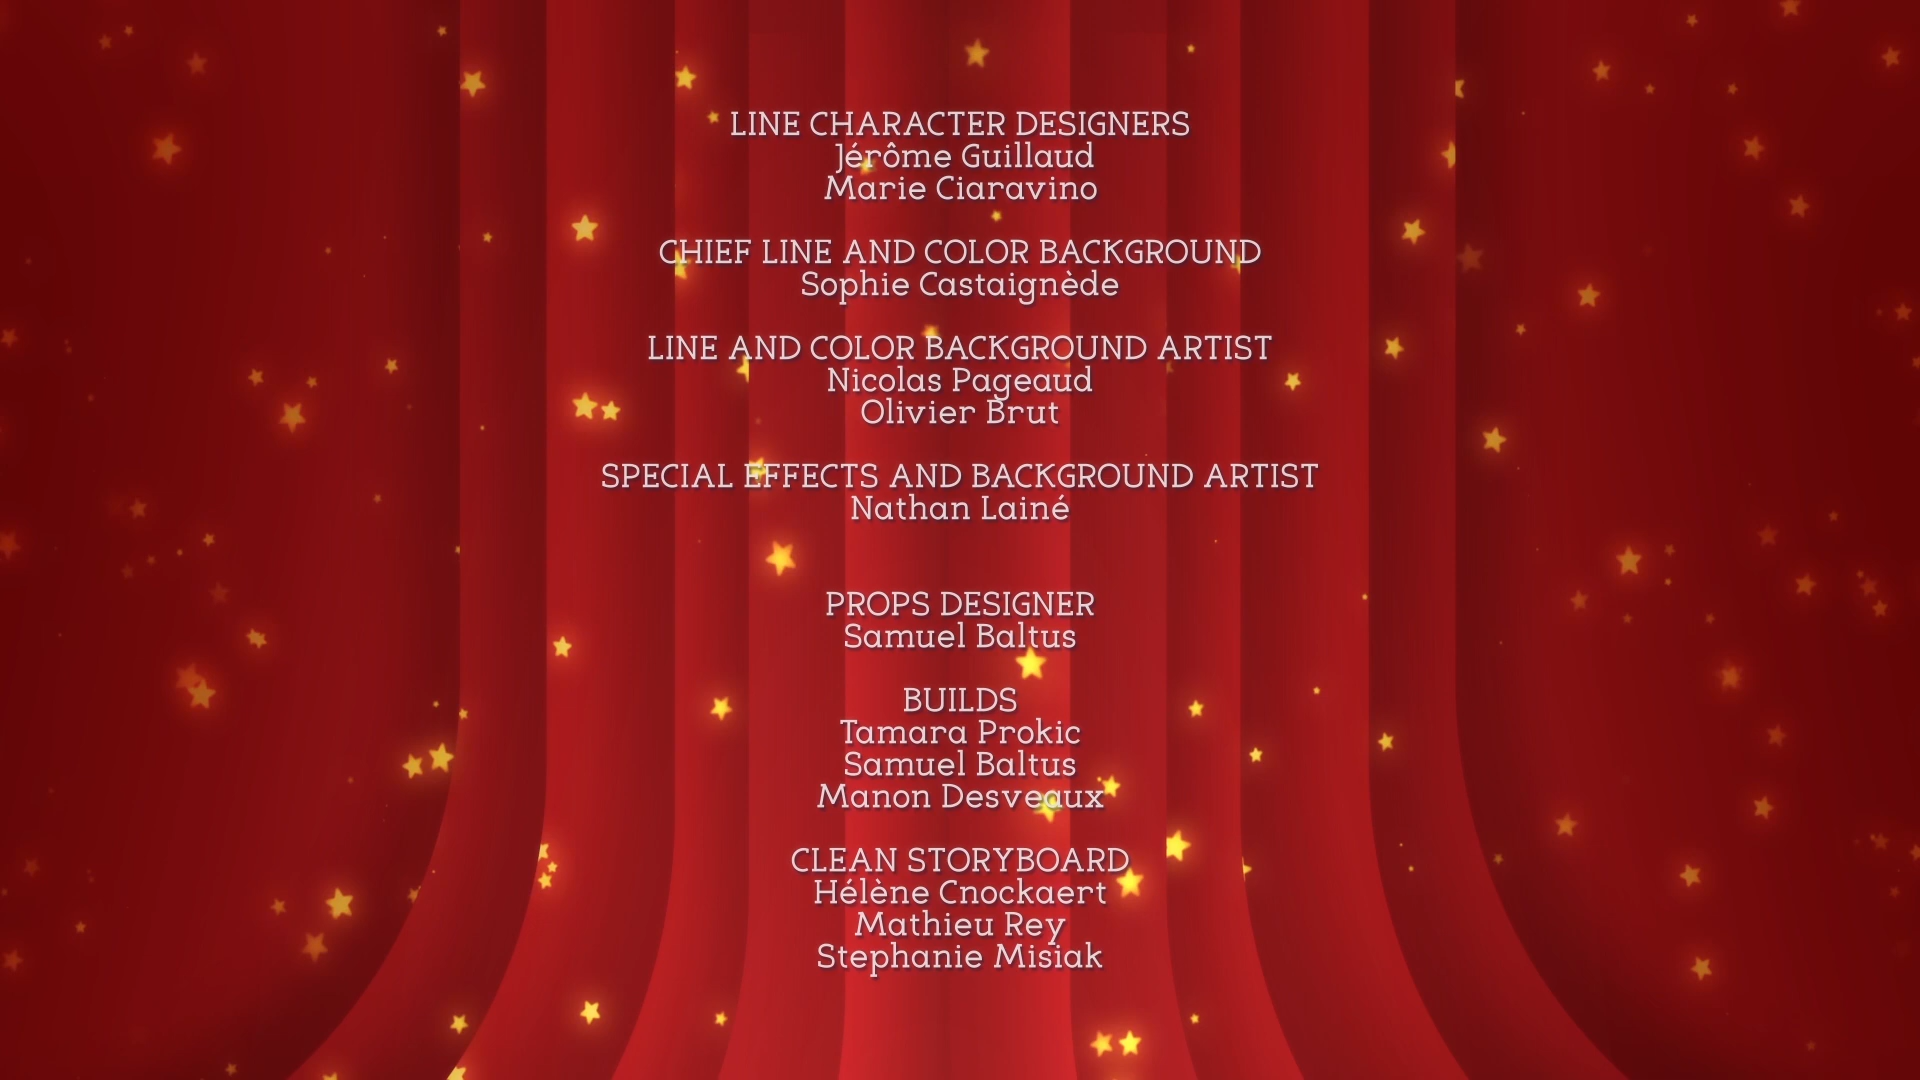 LINE CHARACTER DESIGNERS
Jérôme Guillaud
Marie Ciaravino
CHIEF LINE AND COLOR BACKGROUND
Sophie Castaignède
LINE AND COLOR BACKGROUND ARTIST
Nicolas Pageaud
Olivier Brut
SPECIAL EFFECTS AND BACKGROUND ARTIST
Nathan Lainé
PROPS DESIGNER
Samuel Baltus
BUILDS
Tamara Prokic
Samuel Baltus
Manon Desveaux
CLEAN STORYBOARD
Hélène Cnockaert
Mathieu Rey
Stephanie Misiak